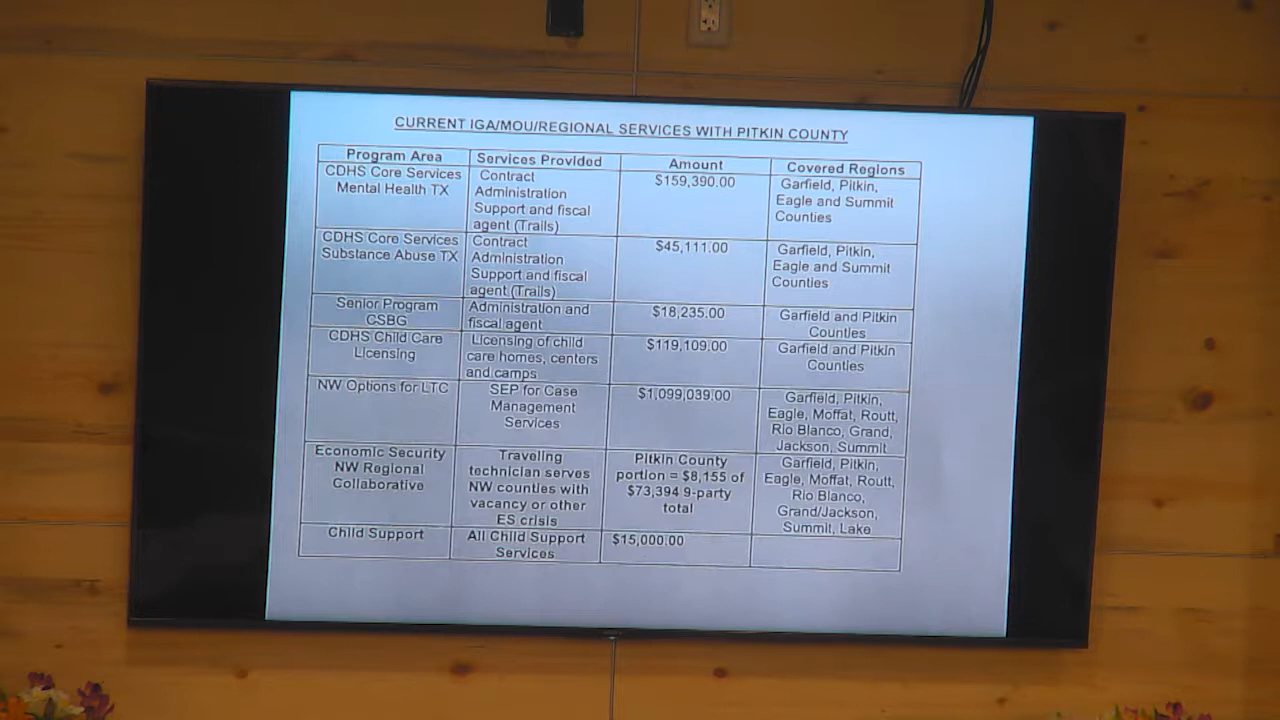 CURRENT IGA/MOU/REGIONAL SERVICES WITH PITKIN COUNTY
Program Area
Services Provided
Amount
Covered Regions
CDHS Core Services
Mental Health TX
Contract
Administration
Support and fiscal
agent (Trails)
$159,390.00
Garfield, Pitkin,
Eagle and Summit
Counties
CDHS Core Services
Substance Abuse TX
Contract
Administration
Support and fiscal
agent (Trails)
$45,111.00
Garfield, Pitkin,
Eagle and Summit
Counties
Senior Program
CSBG
Administration and
fiscal agent
$18,235.00
Garfield and Pitkin
Counties
CDHS Child Care
Licensing
Licensing of child
care homes, centers
and camps
$119,109.00
Garfield and Pitkin
Counties
NW Options for LTC
SEP for Case
Management
Services
$1,099,039.00
Garfield, Pitkin,
Eagle, Moffat, Routt,
Rio Blanco, Grand,
Jackson, Summit
Economic Security
NW Regional
Collaborative
Traveling
technician serves
NW counties with
vacancy or other
ES crisis
Pitkin County
portion = $8,155 of
$73,394 9-party
total
Garfield, Pitkin,
Eagle, Moffat, Routt,
Rio Blanco,
Grand/Jackson,
Summit, Lake
Child Support
All Child Support
Services
$15,000.00